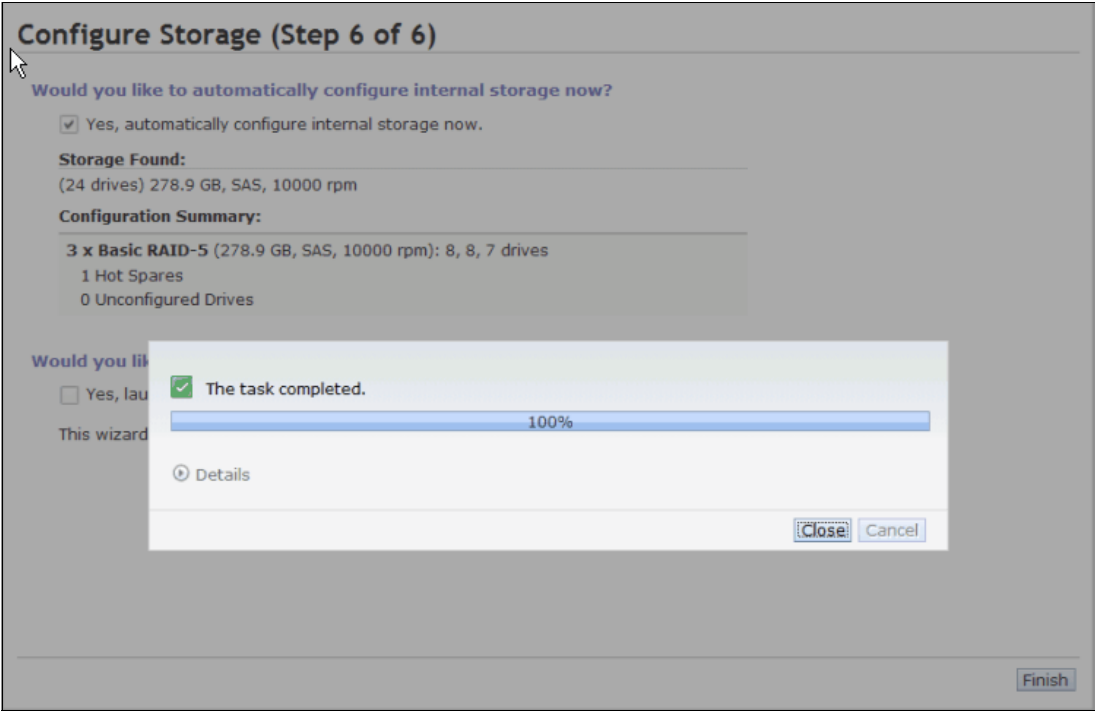 Configure Storage (Step 6 of 6)
Would you like to automatically configure internal storage now?
Yes, automatically configure internal storage now.
Storage Found:
(24 drives) 278.9 GB, SAS, 10000 rpm
Configuration Summary:
3 x Basic RAID-5 (278.9 GB, SAS, 10000 rpm): 8, 8, 7 drives
1 Hot Spares
0 Unconfigured Drives
Would you
Yes,
This wizard
The task completed.
100%
Details
Close Cancel
Finish